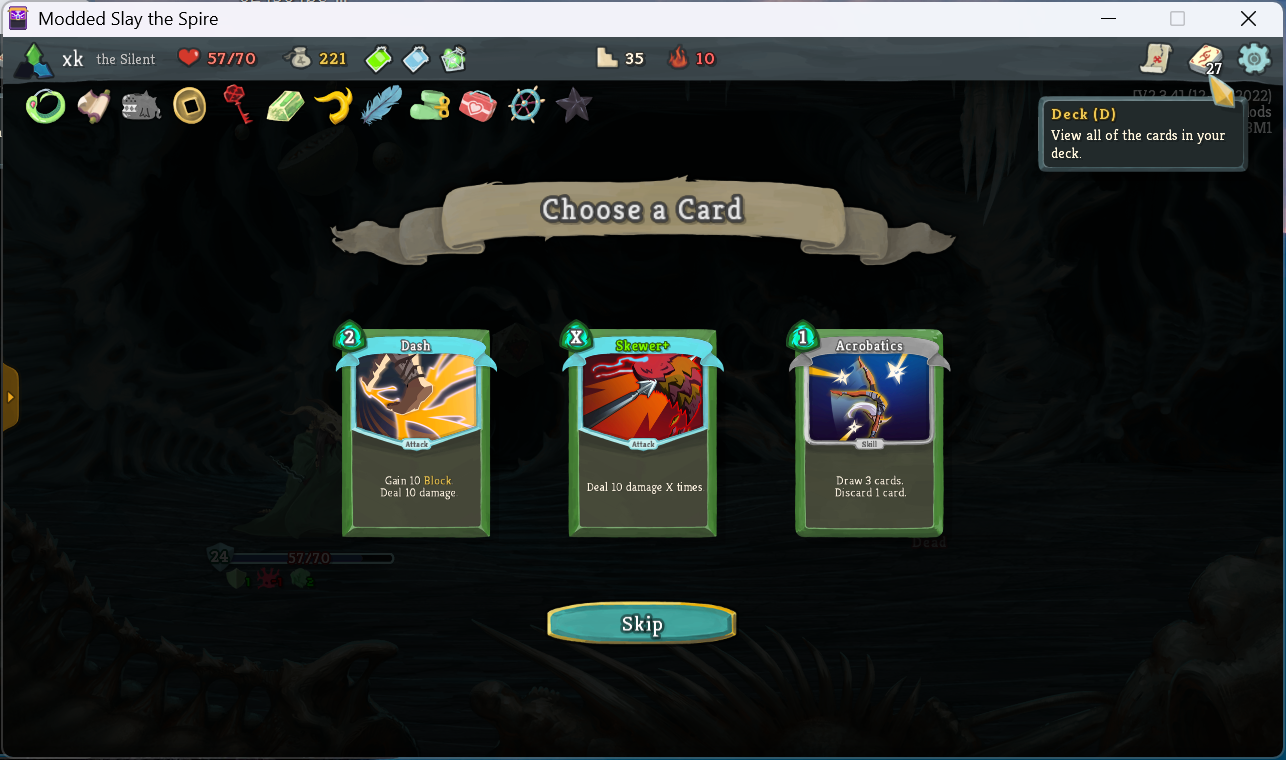 Modded Slay the Spire
xk the Silent 57/70 221 35 10 27
Deck (D)
View all of the cards in your
deck.
Choose a Card
2 Dash
Attack
Gain 10 Block.
Deal 10 damage.
X Skewer+
Attack
Deal 10 damage X times
1 Acrobatics
Skill
Draw 3 cards.
Discard 1 card.
24 57/70
Dead
Skip